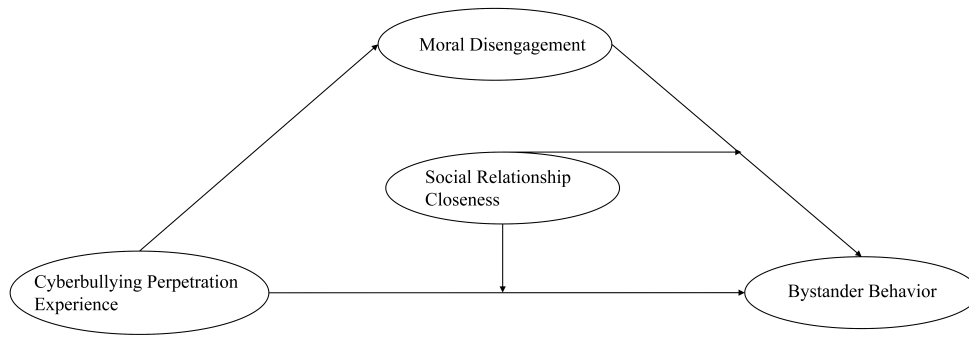 Moral Disengagement
Social Relationship
Closeness
Cyberbullying Perpetration
Experience
Bystander Behavior